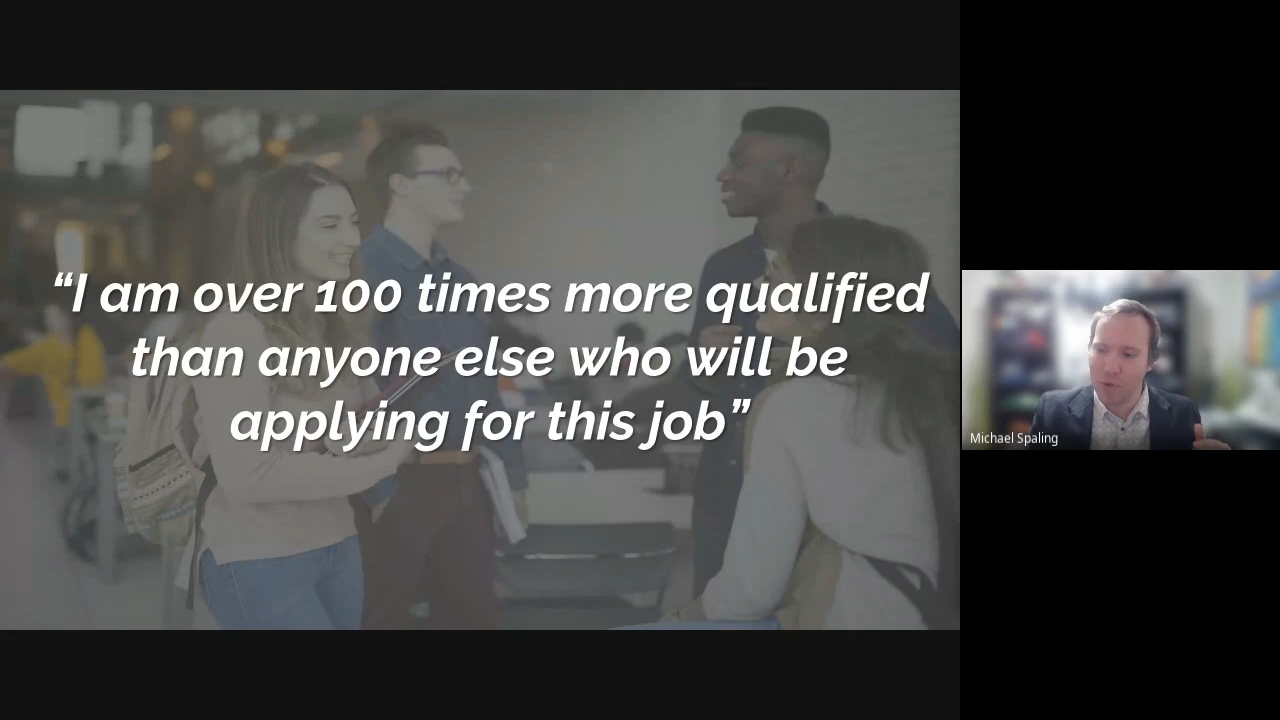 “I am over 100 times more qualified
than anyone else who will be
applying for this job”
Michael Spaling